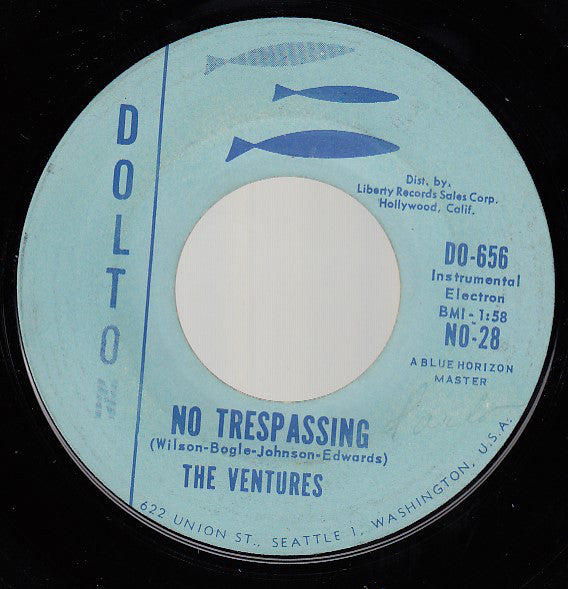 DOLTON
Dist. by.
Liberty Records Sales Corp.
Hollywood, Calif.
DO-656
Instrumental
Electron
BMI - 1:58
NO-28
A BLUE HORIZON
MASTER
NO TRESPASSING
(Wilson-Bogle-Johnson-Edwards)
THE VENTURES
622 UNION ST., SEATTLE 1, WASHINGTON, U.S.A.